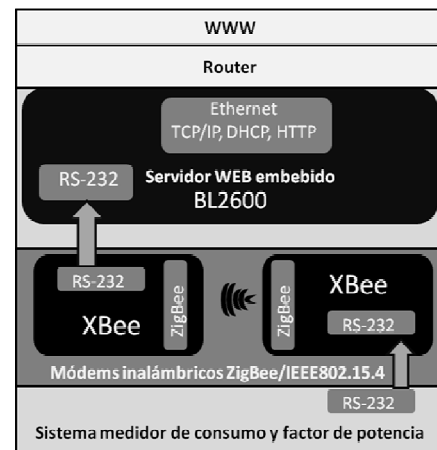 WWW
Router
Ethernet
TCP/IP, DHCP, HTTP
RS-232
Servidor WEB embebido
BL2600
RS-232
XBee
ZigBee
ZigBee
XBee
RS-232
Módems inalámbricos ZigBee/IEEE802.15.4
RS-232
Sistema medidor de consumo y factor de potencia